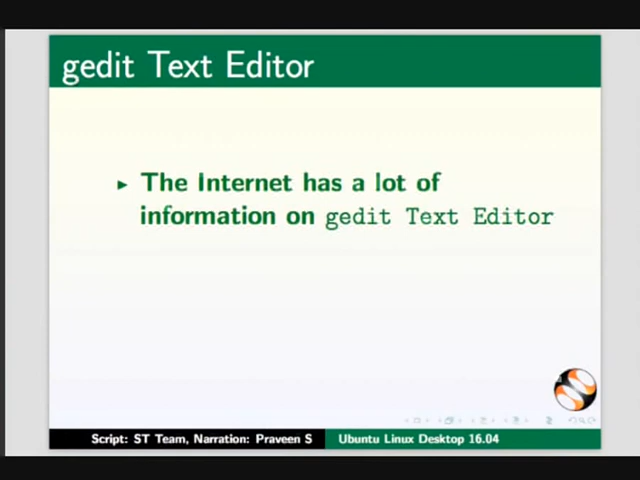 gedit Text Editor
▶ The Internet has a lot of
information on gedit Text Editor
Script: ST Team, Narration: Praveen S Ubuntu Linux Desktop 16.04